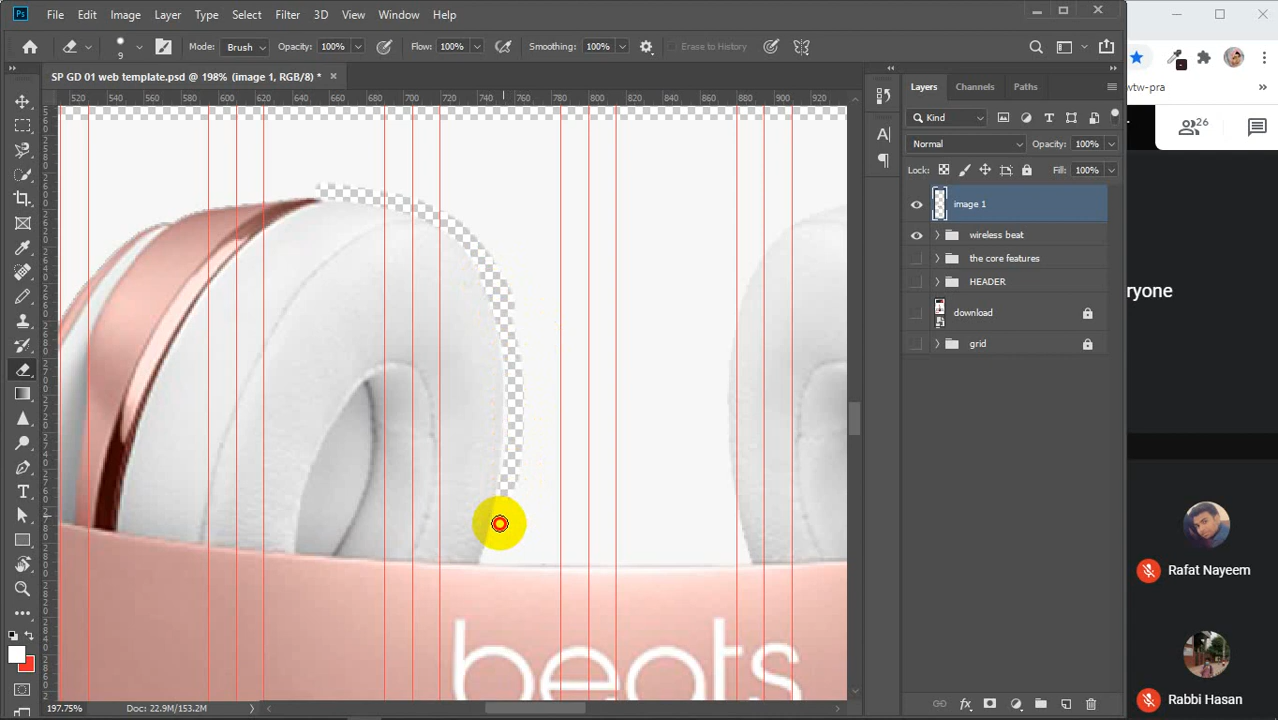 File Edit Image Layer Type Select Filter 3D View Window Help
9 Mode: Brush Opacity: 100% Flow: 100% Smoothing: 100% Erase to History
SP GD 01 web template.psd @ 198% (image 1, RGB/8) * ×
520 540 560 580 600 620 640 660 680 700 720 740 760 780 800 820 840 860 880 900 920
Layers Channels Paths
Kind
Normal Opacity: 100%
Lock: Fill: 100%
image 1
wireless beat
the core features
HEADER
download
grid
beats
197.75% Doc: 22.9M/153.2M
wtw-pra
26
ryone
Rafat Nayeem
Rabbi Hasan